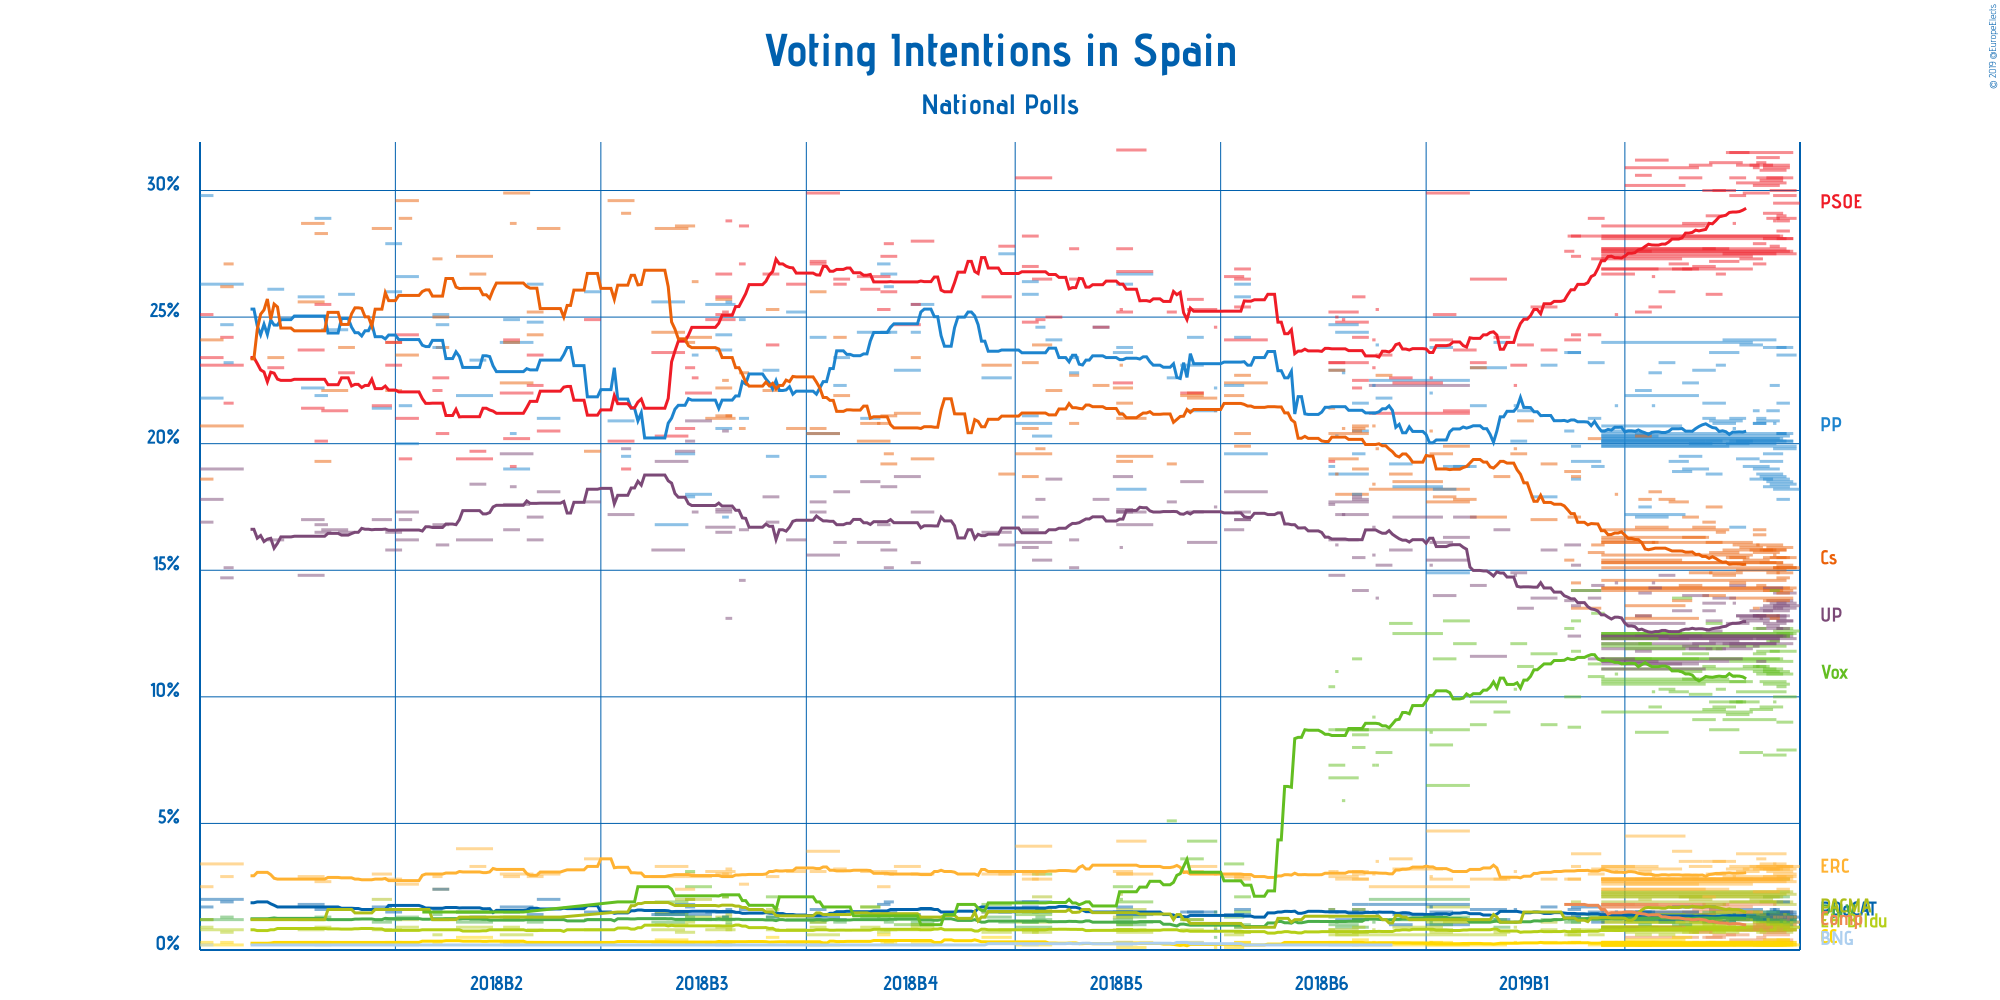 Voting Intentions in Spain
National Polls
© 2019 @EuropeElects
30%
25%
20%
15%
10%
5%
0%
PSOE
PP
Cs
UP
Vox
ERC
BNG
2018B2
2018B3
2018B4
2018B5
2018B6
2019B1